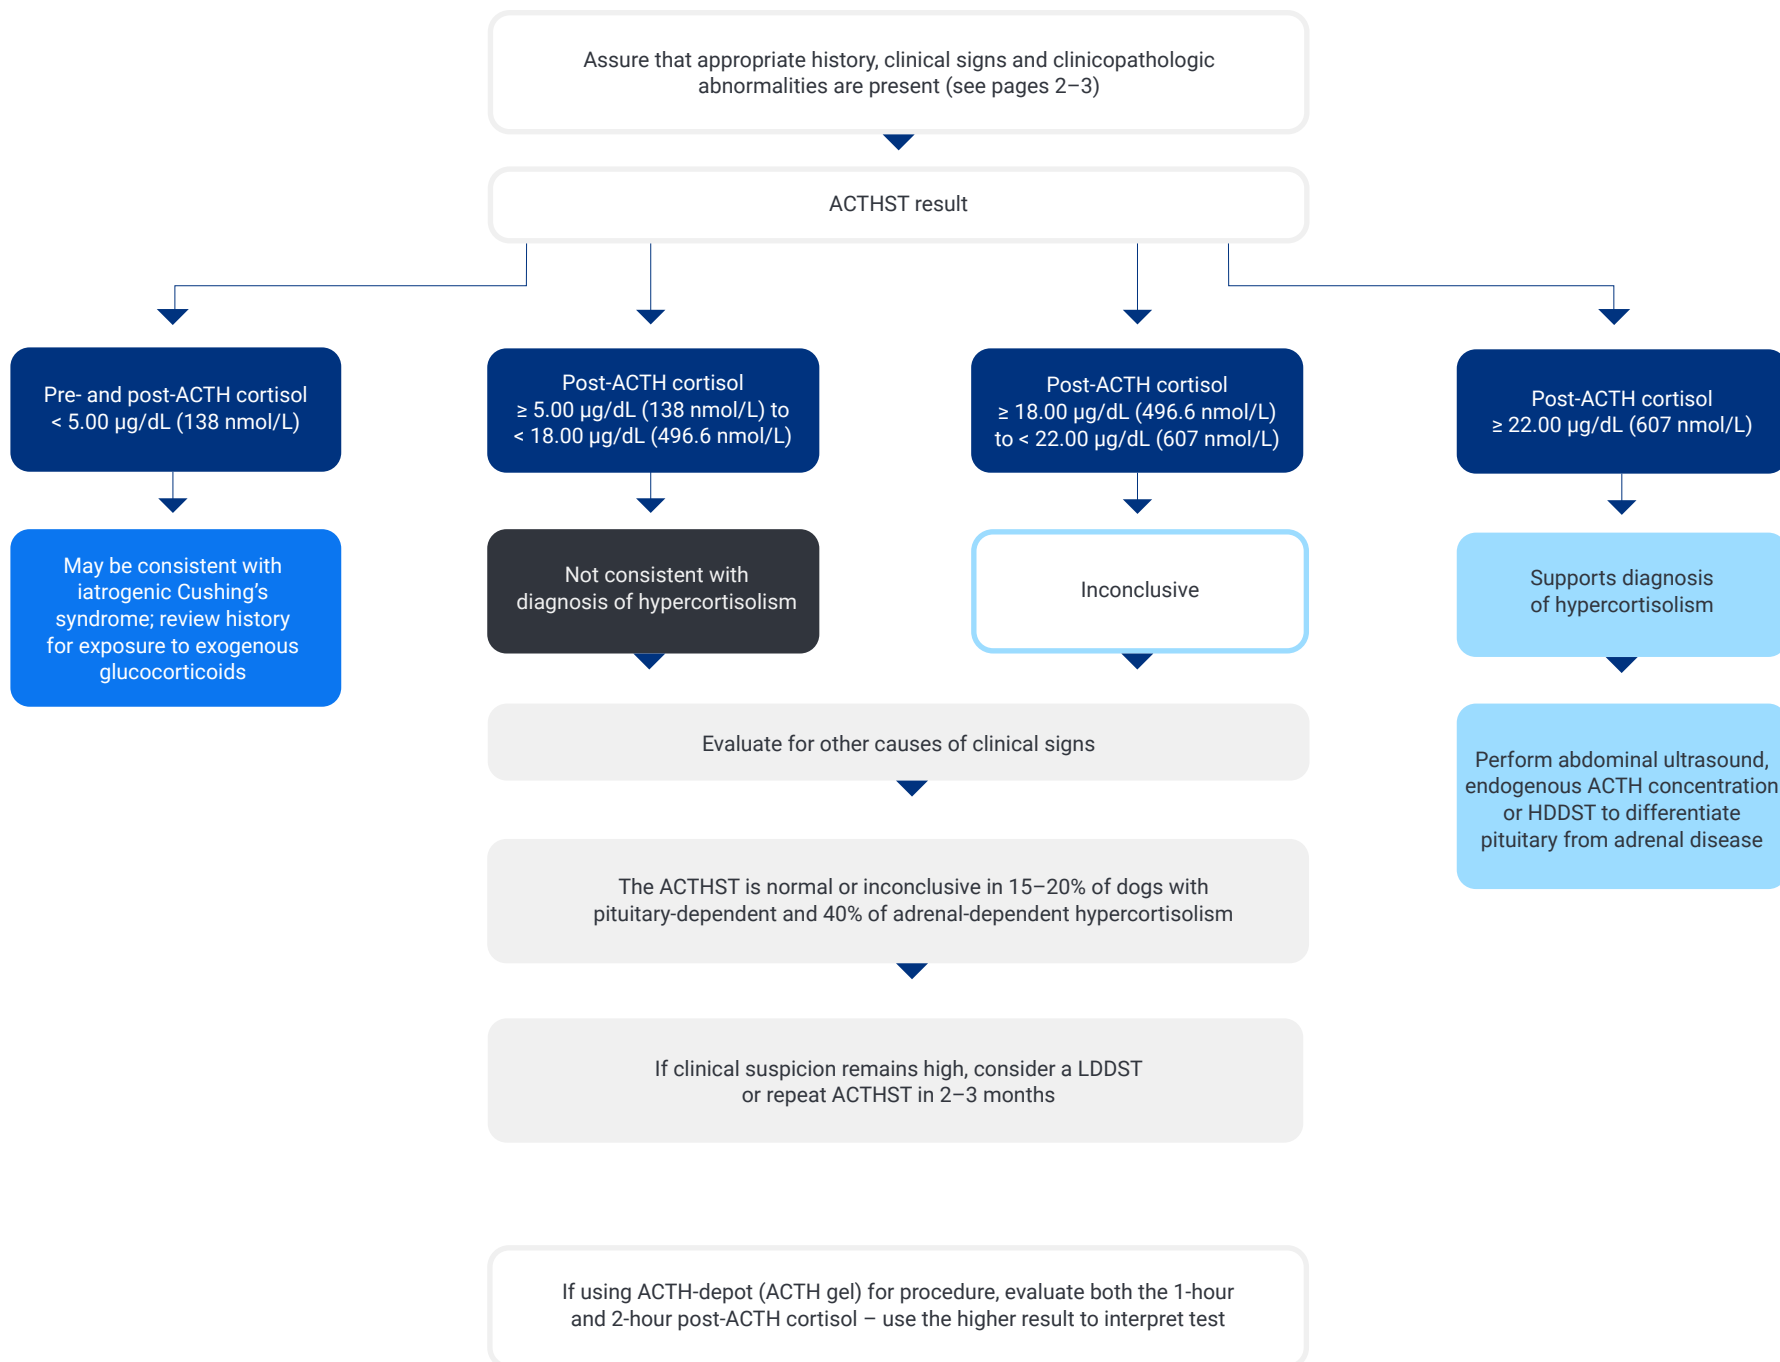 Assure that appropriate history, clinical signs and clinicopathologic
abnormalities are present (see pages 2–3)
ACTHST result
Pre- and post-ACTH cortisol
< 5.00 µg/dL (138 nmol/L)
Post-ACTH cortisol
≥ 5.00 µg/dL (138 nmol/L) to
< 18.00 µg/dL (496.6 nmol/L)
Post-ACTH cortisol
≥ 18.00 µg/dL (496.6 nmol/L)
to < 22.00 µg/dL (607 nmol/L)
Post-ACTH cortisol
≥ 22.00 µg/dL (607 nmol/L)
May be consistent with
iatrogenic Cushing’s
syndrome; review history
for exposure to exogenous
glucocorticoids
Not consistent with
diagnosis of hypercortisolism
Inconclusive
Supports diagnosis
of hypercortisolism
Evaluate for other causes of clinical signs
Perform abdominal ultrasound,
endogenous ACTH concentration
or HDDST to differentiate
pituitary from adrenal disease
The ACTHST is normal or inconclusive in 15–20% of dogs with
pituitary-dependent and 40% of adrenal-dependent hypercortisolism
If clinical suspicion remains high, consider a LDDST
or repeat ACTHST in 2–3 months
If using ACTH-depot (ACTH gel) for procedure, evaluate both the 1-hour
and 2-hour post-ACTH cortisol – use the higher result to interpret test